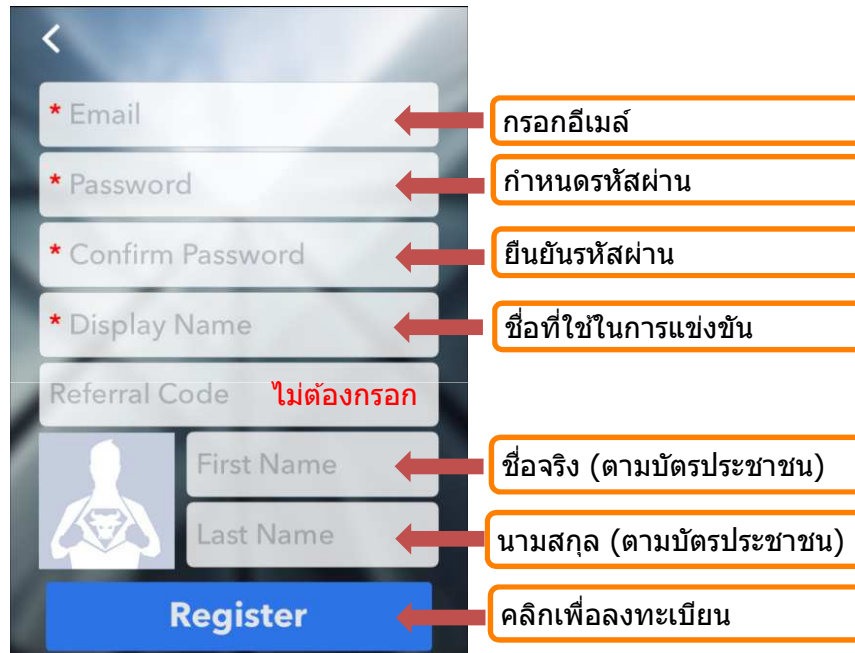 * Email
กรอกอีเมล์
* Password
กำหนดรหัสผ่าน
* Confirm Password
ยืนยันรหัสผ่าน
* Display Name
ชื่อที่ใช้ในการแข่งขัน
Referral Code ไม่ต้องกรอก
First Name
ชื่อจริง (ตามบัตรประชาชน)
Last Name
นามสกุล (ตามบัตรประชาชน)
Register
คลิกเพื่อลงทะเบียน